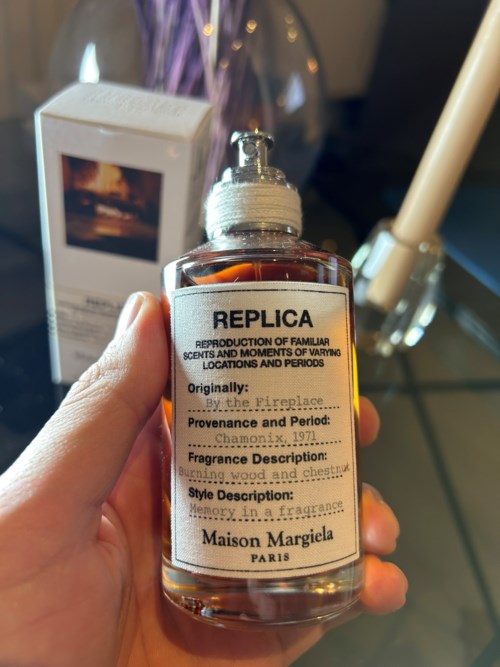 REPLICA
REPRODUCTION OF FAMILIAR
SCENTS AND MOMENTS OF VARYING
LOCATIONS AND PERIODS
Originally:
By the Fireplace
Provenance and Period:
Chamonix, 1971
Fragrance Description:
Burning wood and chestnut
Style Description:
Memory in a fragrance
Maison Margiela
PARIS